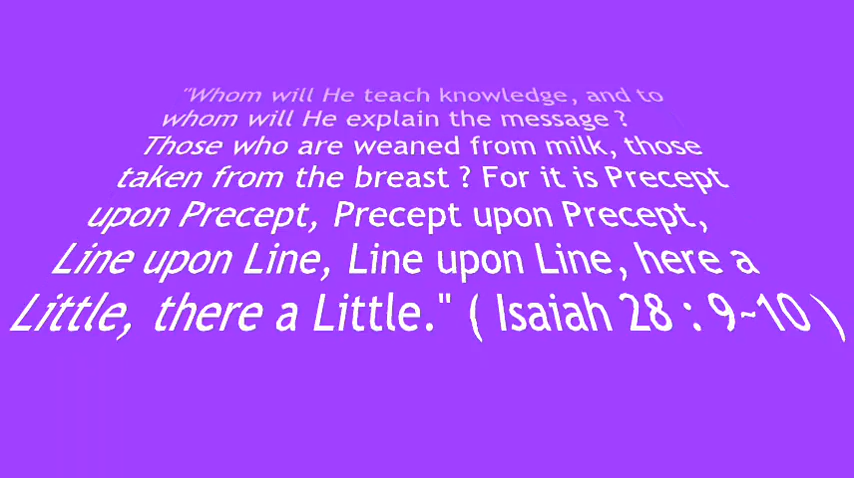 "Whom will He teach knowledge, and to
whom will He explain the message ?
Those who are weaned from milk, those
taken from the breast ? For it is Precept
upon Precept, Precept upon Precept,
Line upon Line, Line upon Line, here a
Little, there a Little." ( Isaiah 28 : 9~10 )